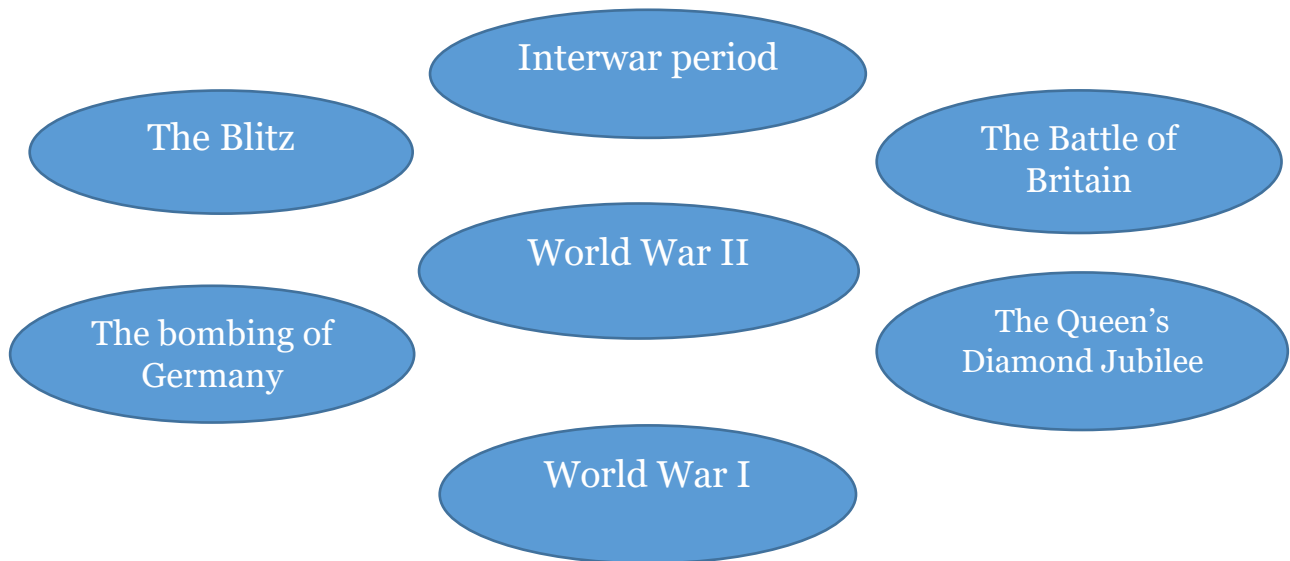 Interwar period
The Blitz
The Battle of
Britain
World War II
The bombing of
Germany
The Queen’s
Diamond Jubilee
World War I